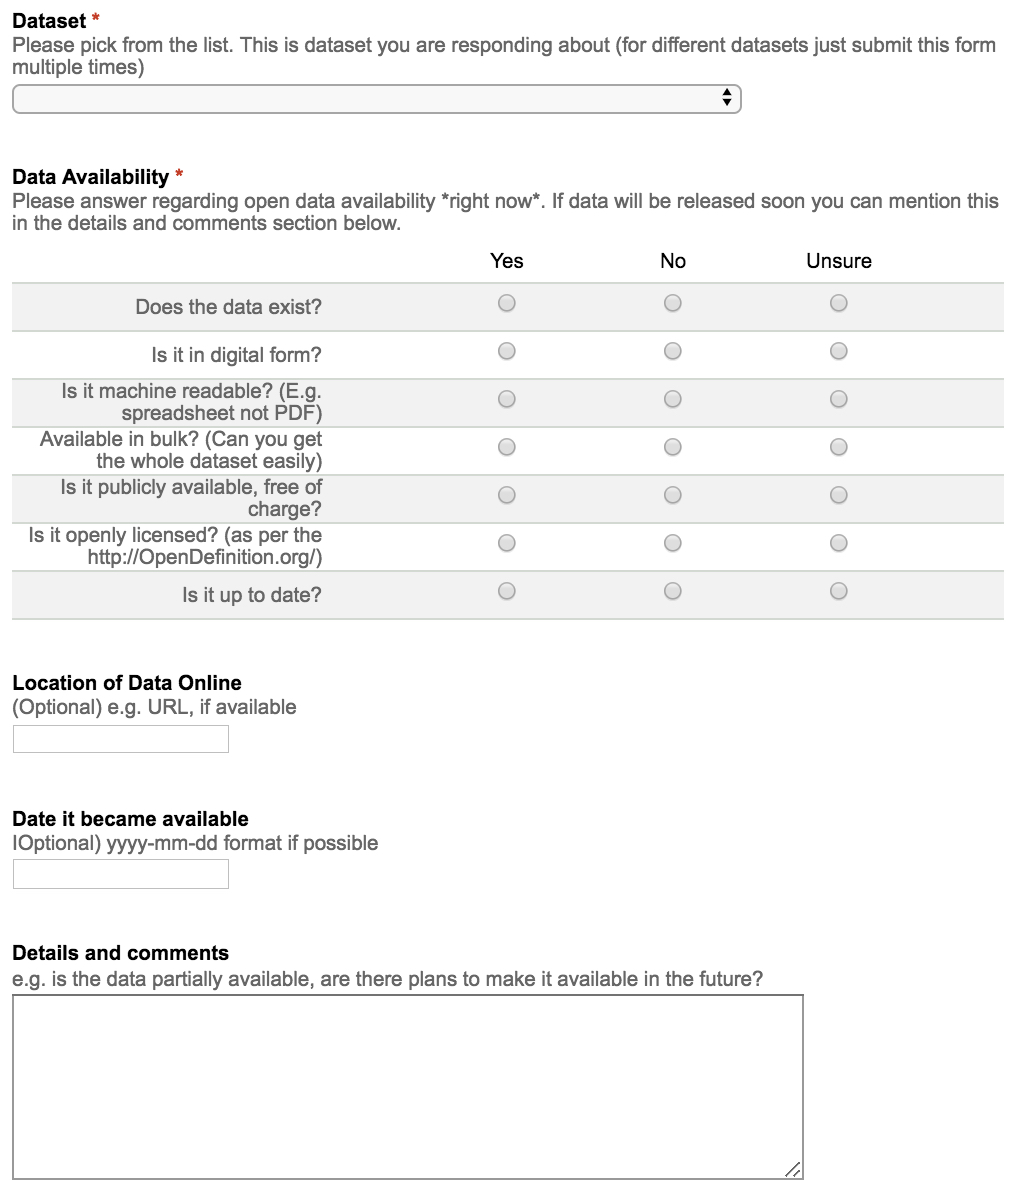 Dataset *
Please pick from the list. This is dataset you are responding about (for different datasets just submit this form
multiple times)
Data Availability *
Please answer regarding open data availability *right now*. If data will be released soon you can mention this
in the details and comments section below.
Yes No Unsure
Does the data exist?
Is it in digital form?
Is it machine readable? (E.g.
spreadsheet not PDF)
Available in bulk? (Can you get
the whole dataset easily)
Is it publicly available, free of
charge?
Is it openly licensed? (as per the
http://OpenDefinition.org/)
Is it up to date?
Location of Data Online
(Optional) e.g. URL, if available
Date it became available
IOptional) yyyy-mm-dd format if possible
Details and comments
e.g. is the data partially available, are there plans to make it available in the future?